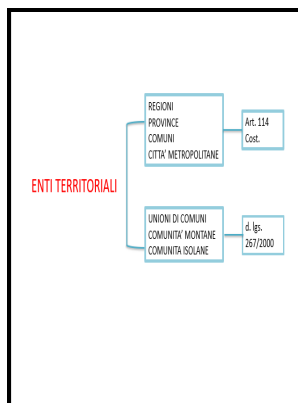 ENTI TERRITORIALI
REGIONI
PROVINCE
COMUNI
CITTA' METROPOLITANE
Art. 114
Cost.
UNIONI DI COMUNI
COMUNITA' MONTANE
COMUNITA ISOLANE
d. lgs.
267/2000